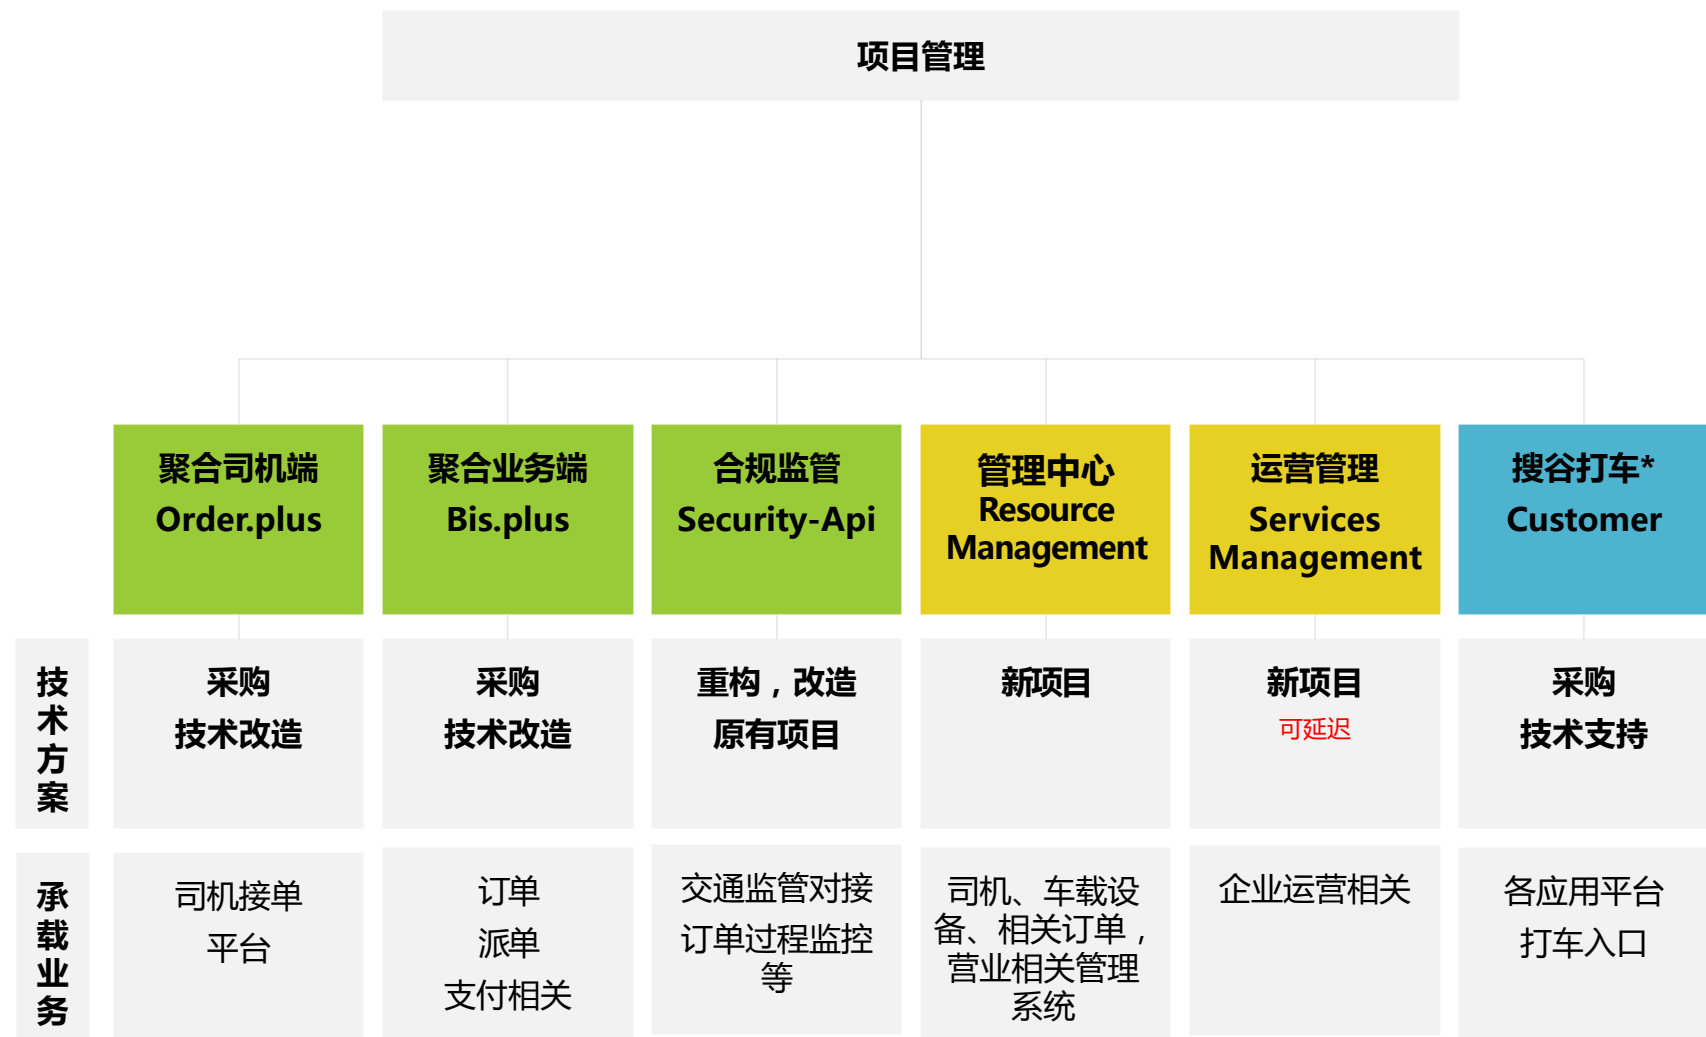 项目管理
聚合司机端
Order.plus
聚合业务端
Bis.plus
合规监管
Security-Api
管理中心
Resource
Management
运营管理
Services
Management
搜谷打车*
Customer
技术方案
采购
技术改造
采购
技术改造
重构，改造
原有项目
新项目
新项目
可延迟
采购
技术支持
承载业务
司机接单
平台
订单
派单
支付相关
交通监管对接
订单过程监控
等
司机、车载设
备、相关订单，
营业相关管理
系统
企业运营相关
各应用平台
打车入口